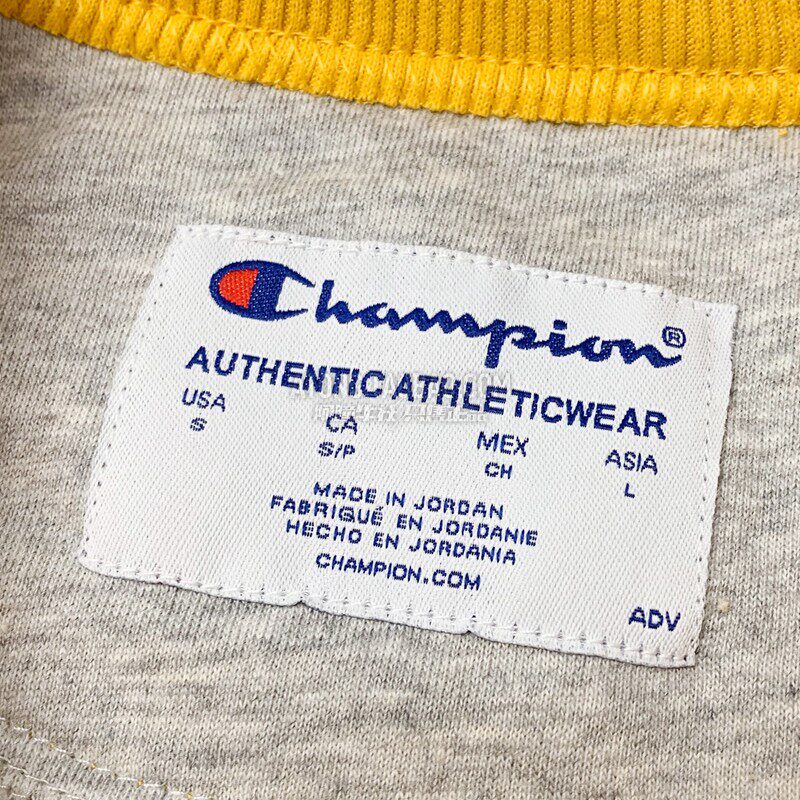 Champion®
AUTHENTIC ATHLETICWEAR
USA CA MEX ASIA
S S/P CH L
MADE IN JORDAN
FABRIQUÉ EN JORDANIE
HECHO EN JORDANIA
CHAMPION.COM
ADV